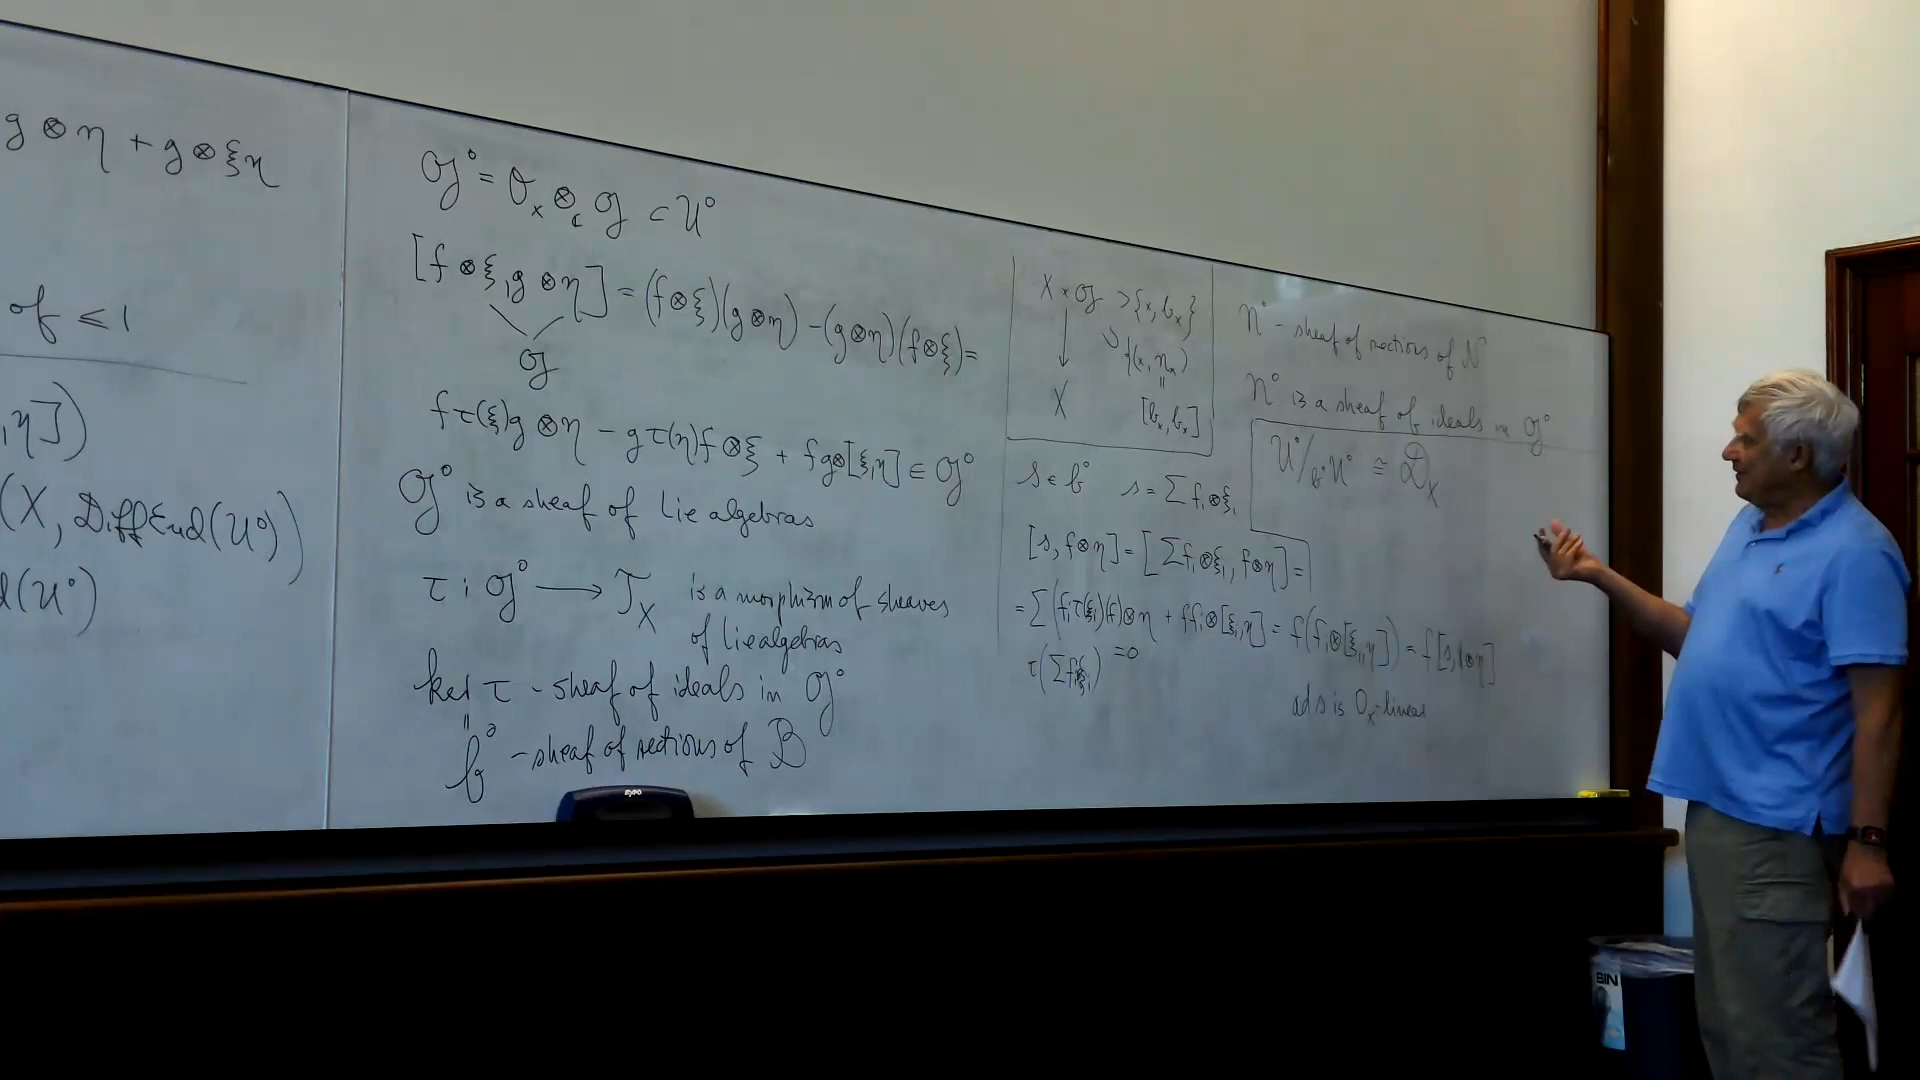 g ⊗ η + g ⊗ ξη
of ≤ 1
,η])
(X, DiffEnd(𝒰°))
d(𝒰°)
𝔤° = 𝒪_X ⊗_ℂ 𝔤 ⊂ 𝒰°
[f ⊗ ξ, g ⊗ η] = (f⊗ξ)(g⊗η) − (g⊗η)(f⊗ξ) =
𝔤
fτ(ξ)g ⊗ η − gτ(η)f ⊗ ξ + fg⊗[ξ,η] ∈ 𝔤°
𝔤° is a sheaf of Lie algebras
τ : 𝔤° ⟶ 𝒯_X is a morphism of sheaves
of Lie algebras
ker τ - sheaf of ideals in 𝔤°
"
𝔟° - sheaf of sections of ℬ
X × 𝔤 ⊃ {x, 𝔟_x}
↓ ∪ {(x, 𝔫_x)
"
X [𝔟_x, 𝔟_x]
s ∈ 𝔟° s = Σ f_i ⊗ ξ_i
[s, f⊗η] = [Σ f_i ⊗ ξ_i, f⊗η] =
= Σ (f_i τ(ξ_i)(f) ⊗ η + f f_i ⊗ [ξ_i, η] = f(f_i ⊗ [ξ_i, η]) = f[s, 1⊗η]
τ(Σ f_i ξ_i) = 0
ad s is O_X-linear
𝔫° - sheaf of sections of 𝒩
𝔫° is a sheaf of ideals in 𝔤°
𝒰°/𝔟°𝒰° ≅ 𝒟_X
EXPO
BIN